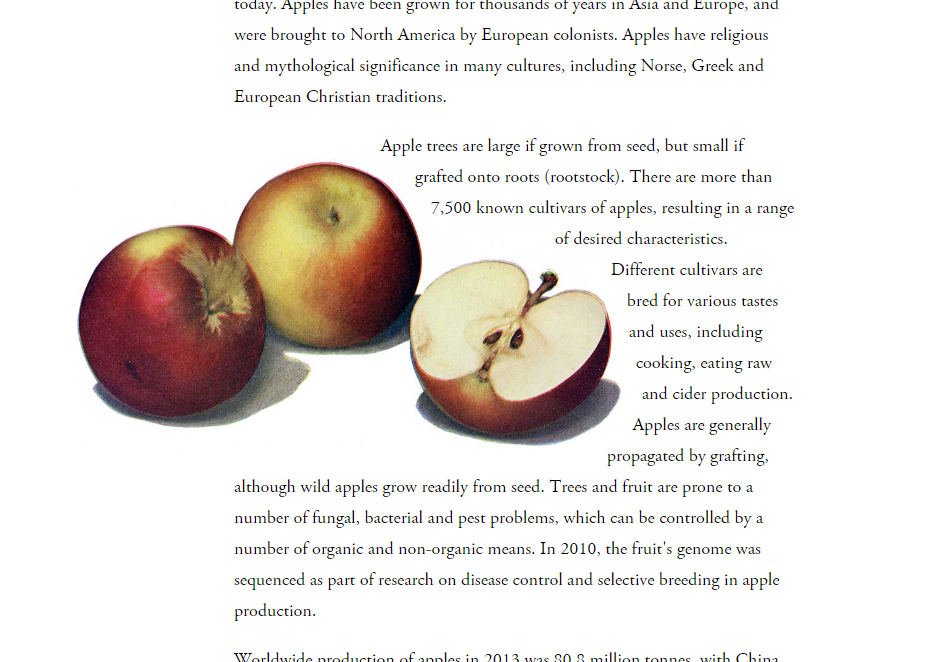 today. Apples have been grown for thousands of years in Asia and Europe, and
were brought to North America by European colonists. Apples have religious
and mythological significance in many cultures, including Norse, Greek and
European Christian traditions.
Apple trees are large if grown from seed, but small if
grafted onto roots (rootstock). There are more than
7,500 known cultivars of apples, resulting in a range
of desired characteristics.
Different cultivars are
bred for various tastes
and uses, including
cooking, eating raw
and cider production.
Apples are generally
propagated by grafting,
although wild apples grow readily from seed. Trees and fruit are prone to a
number of fungal, bacterial and pest problems, which can be controlled by a
number of organic and non-organic means. In 2010, the fruit's genome was
sequenced as part of research on disease control and selective breeding in apple
production.
Worldwide production of apples in 2013 was 80.8 million tonnes, with China